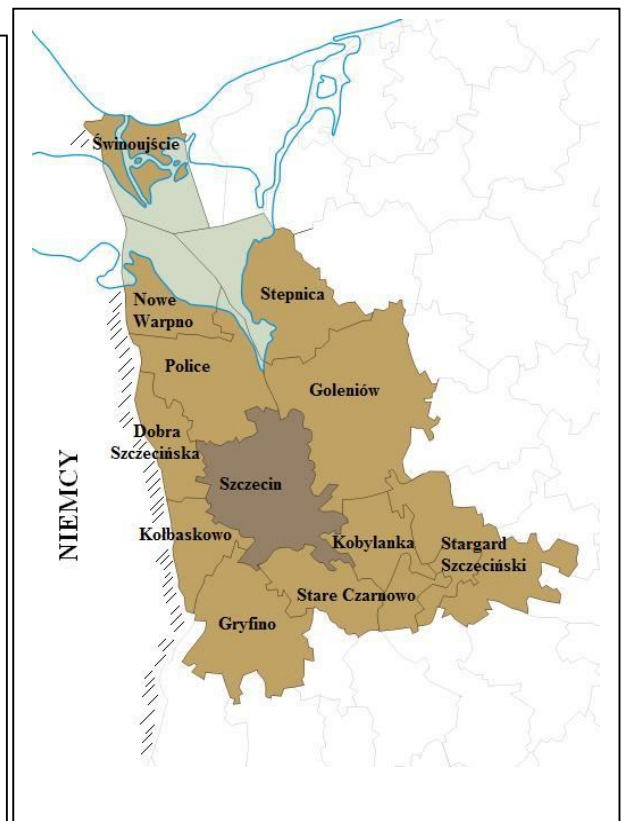 Świnoujście
Stepnica
Nowe
Warpno
Police
Goleniów
Dobra
Szczecińska
Szczecin
NIEMCY
Kołbaskowo
Kobylanka
Stargard
Szczeciński
Stare Czarnowo
Gryfino